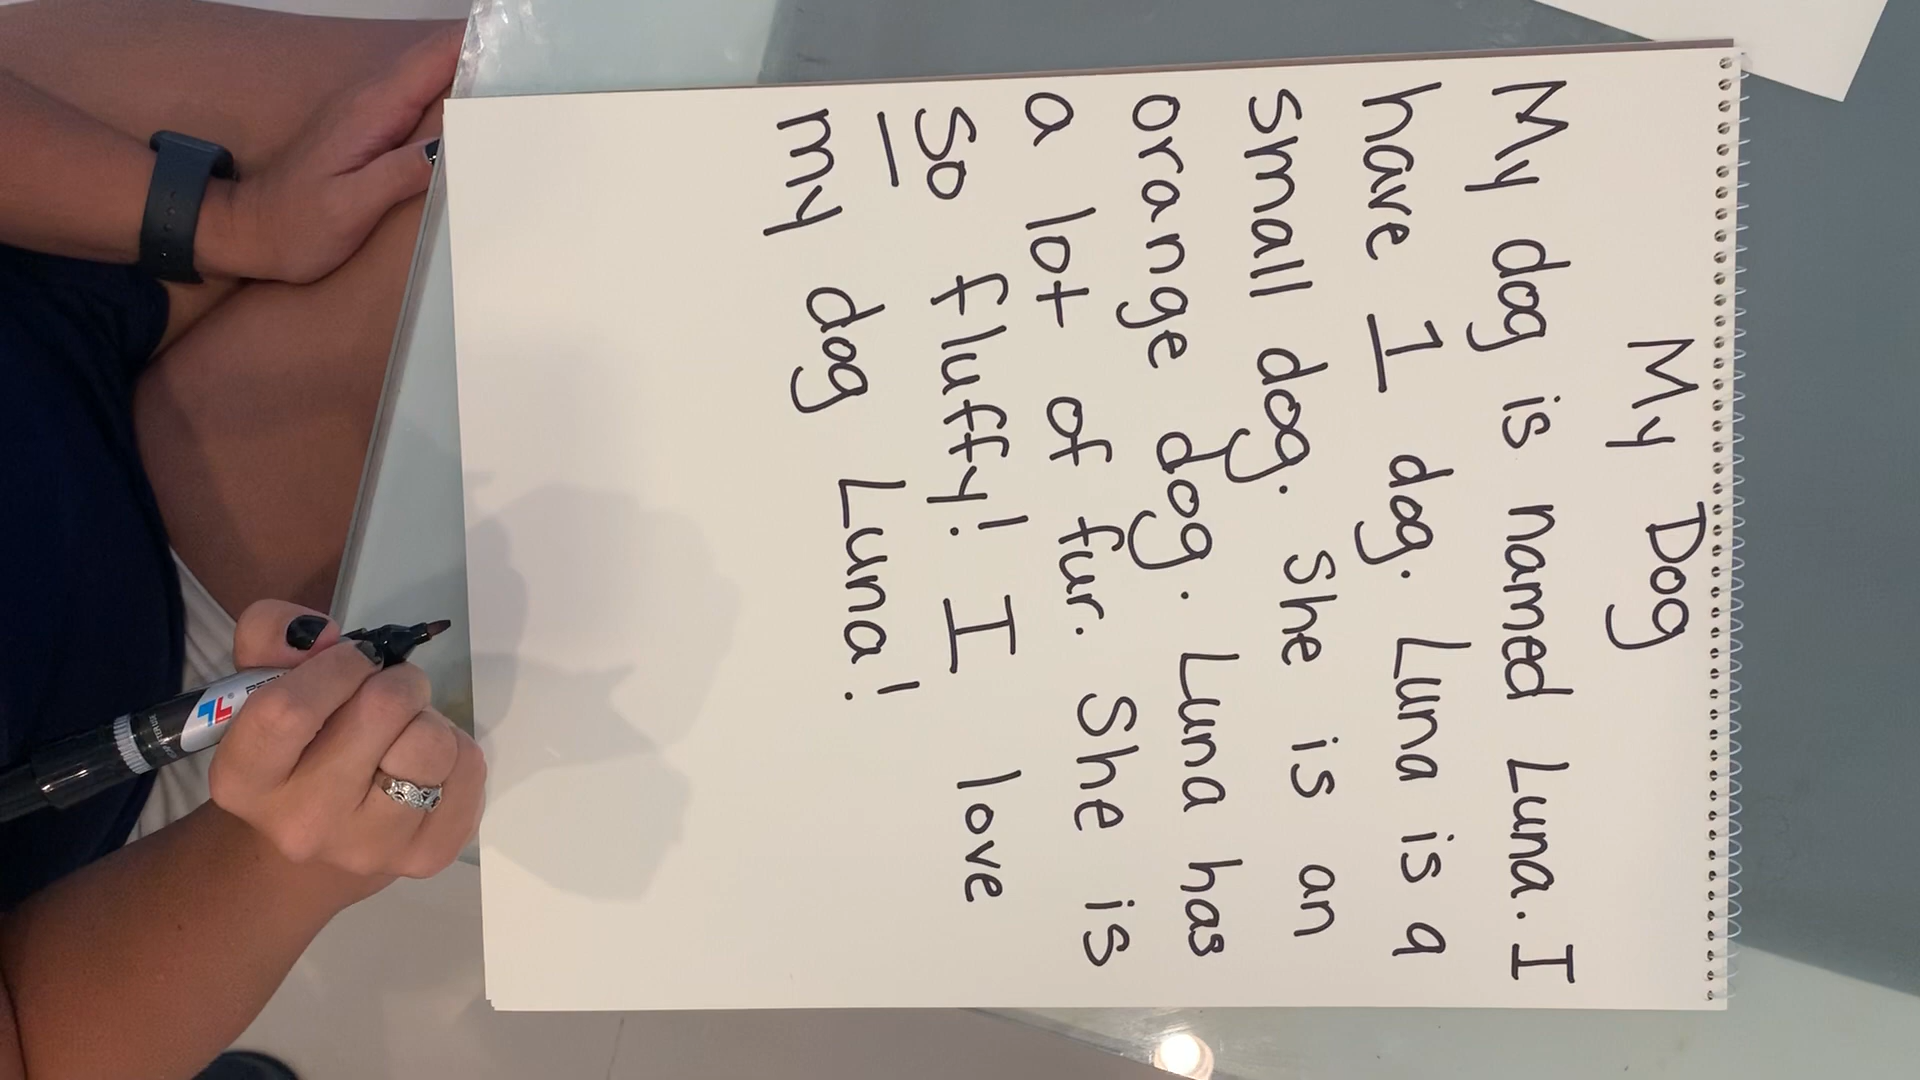 My Dog
My dog is named Luna. I
have 1 dog. Luna is a
small dog. She is an
orange dog. Luna has
a lot of fur. She is
so fluffy! I love
my dog Luna!